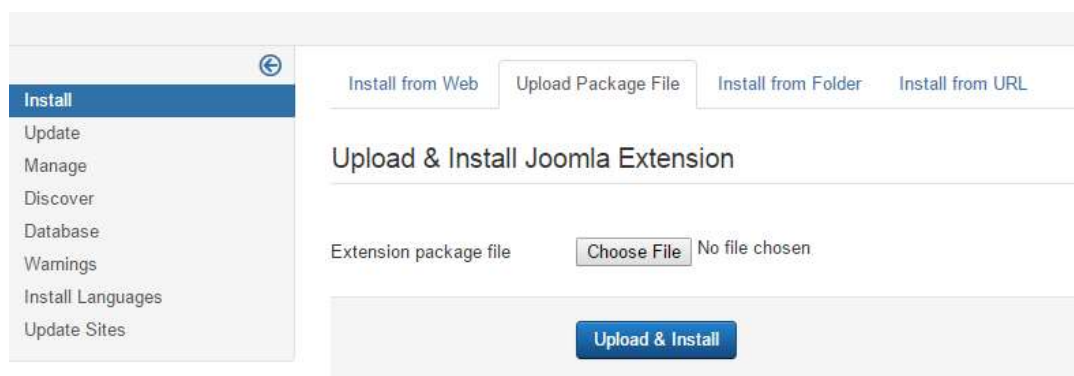 Install
Update
Manage
Discover
Database
Warnings
Install Languages
Update Sites
Install from Web
Upload Package File
Install from Folder
Install from URL
Upload & Install Joomla Extension
Extension package file
Choose File
No file chosen
Upload & Install